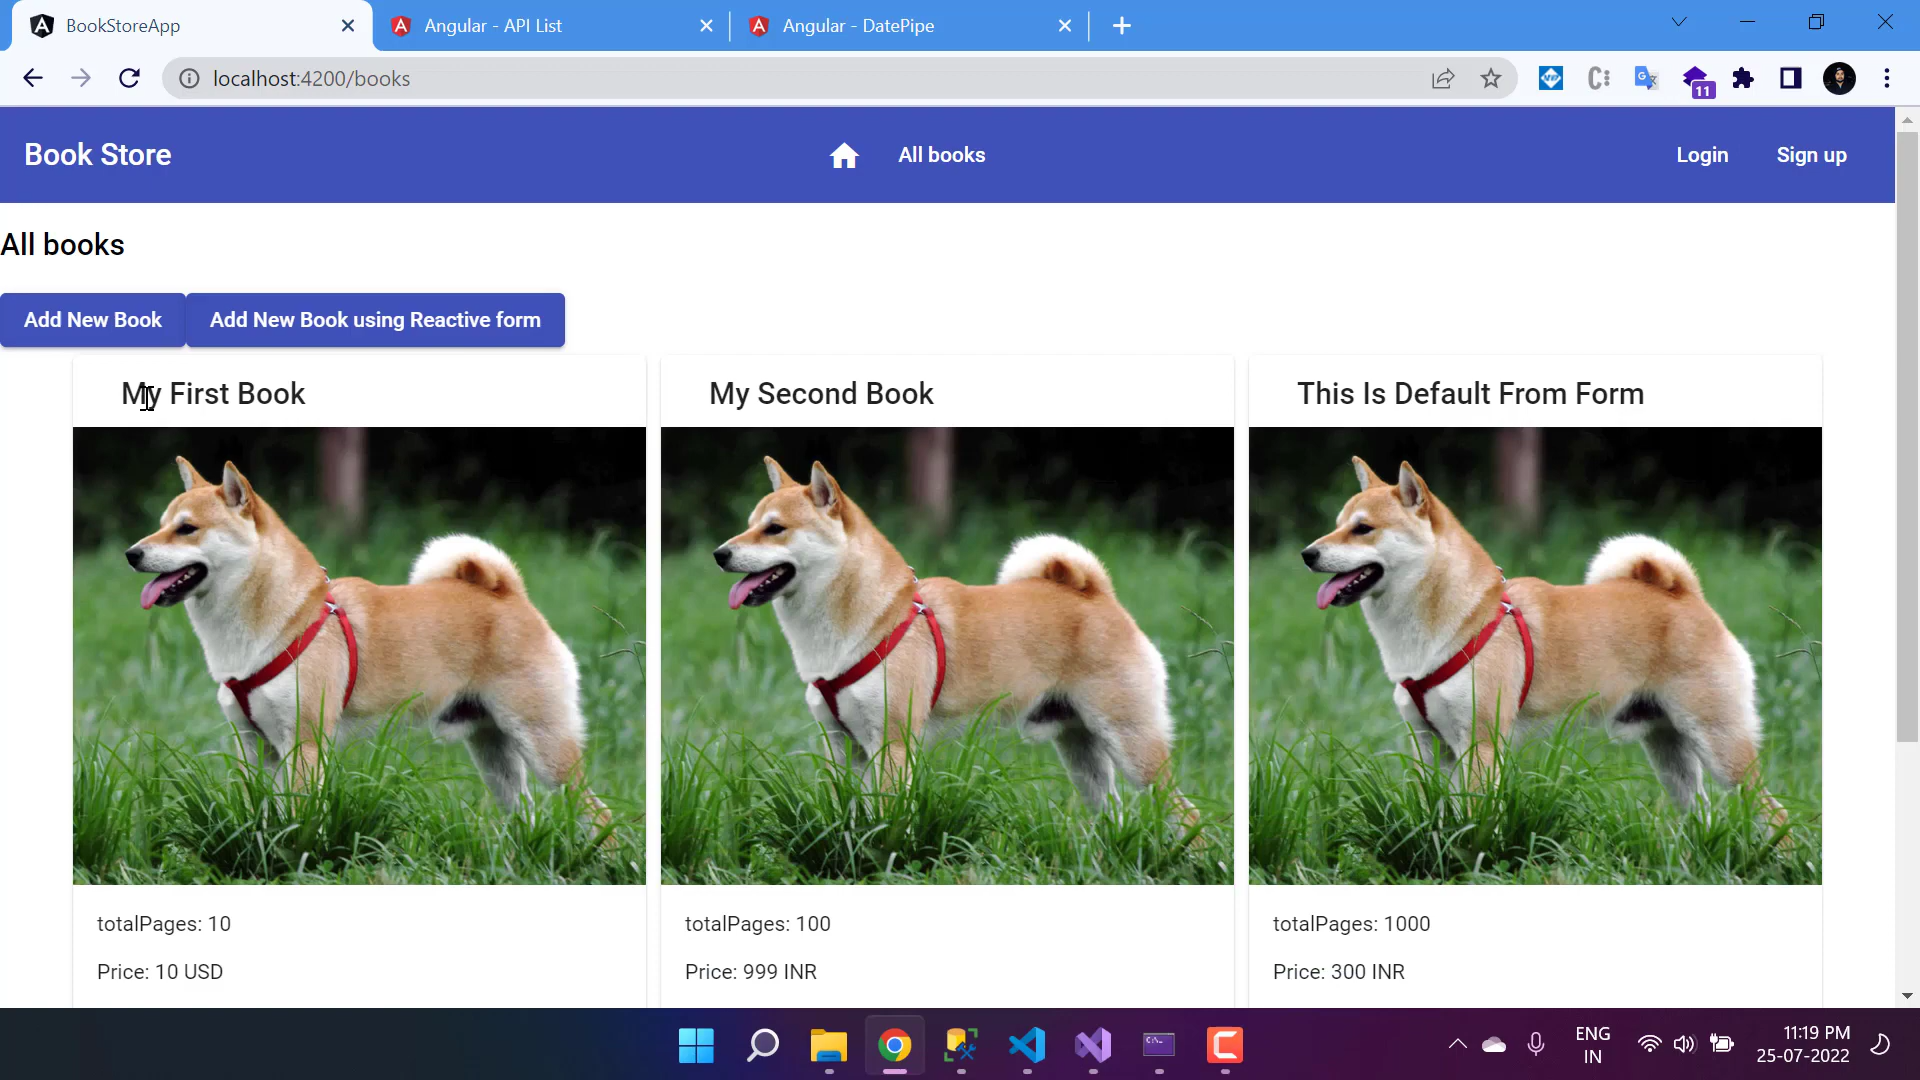 BookStoreApp
Angular - API List
Angular - DatePipe
localhost:4200/books
11
Book Store
All books
Login
Sign up
All books
Add New Book
Add New Book using Reactive form
My First Book
My Second Book
This Is Default From Form
totalPages: 10
totalPages: 100
totalPages: 1000
Price: 10 USD
Price: 999 INR
Price: 300 INR
ENG
IN
11:19 PM
25-07-2022